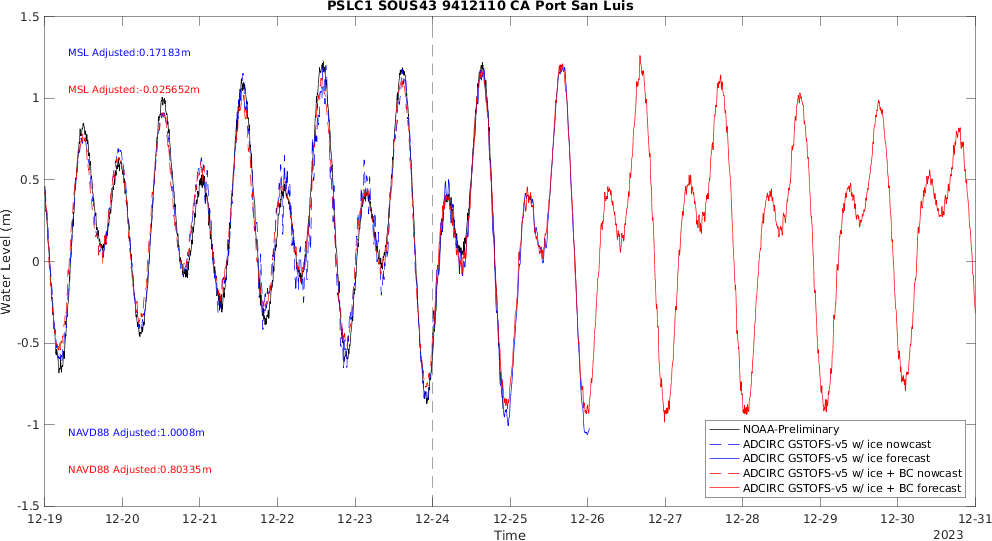 PSLC1 SOUS43 9412110 CA Port San Luis
1.5
MSL Adjusted:0.17183m
1
MSL Adjusted:-0.025652m
0.5
0
-0.5
-1
-1.5
Water Level (m)
NAVD88 Adjusted:1.0008m
NAVD88 Adjusted:0.80335m
NOAA-Preliminary
ADCIRC GSTOFS-v5 w/ ice nowcast
ADCIRC GSTOFS-v5 w/ ice forecast
ADCIRC GSTOFS-v5 w/ ice + BC nowcast
ADCIRC GSTOFS-v5 w/ ice + BC forecast
12-19 12-20 12-21 12-22 12-23 12-24 12-25 12-26 12-27 12-28 12-29 12-30 12-31
Time
2023